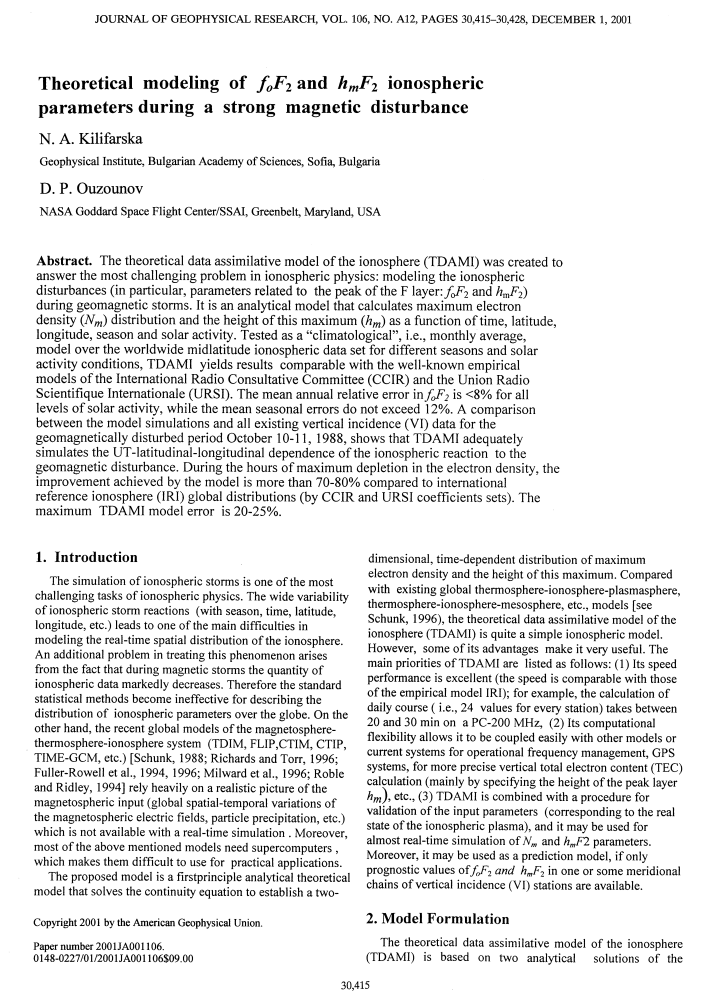 JOURNAL OF GEOPHYSICAL RESEARCH, VOL. 106, NO. A12, PAGES 30,415–30,428, DECEMBER 1, 2001
Theoretical modeling of foF2 and hmF2 ionospheric
parameters during a strong magnetic disturbance
N. A. Kilifarska
Geophysical Institute, Bulgarian Academy of Sciences, Sofia, Bulgaria
D. P. Ouzounov
NASA Goddard Space Flight Center/SSAI, Greenbelt, Maryland, USA
Abstract. The theoretical data assimilative model of the ionosphere (TDAMI) was created to
answer the most challenging problem in ionospheric physics: modeling the ionospheric
disturbances (in particular, parameters related to the peak of the F layer: foF2 and hmF2)
during geomagnetic storms. It is an analytical model that calculates maximum electron
density (Nm) distribution and the height of this maximum (hm) as a function of time, latitude,
longitude, season and solar activity. Tested as a “climatological”, i.e., monthly average,
model over the worldwide midlatitude ionospheric data set for different seasons and solar
activity conditions, TDAMI yields results comparable with the well-known empirical
models of the International Radio Consultative Committee (CCIR) and the Union Radio
Scientifique Internationale (URSI). The mean annual relative error in foF2 is <8% for all
levels of solar activity, while the mean seasonal errors do not exceed 12%. A comparison
between the model simulations and all existing vertical incidence (VI) data for the
geomagnetically disturbed period October 10-11, 1988, shows that TDAMI adequately
simulates the UT-latitudinal-longitudinal dependence of the ionospheric reaction to the
geomagnetic disturbance. During the hours of maximum depletion in the electron density, the
improvement achieved by the model is more than 70-80% compared to international
reference ionosphere (IRI) global distributions (by CCIR and URSI coefficients sets). The
maximum TDAMI model error is 20-25%.
1. Introduction
The simulation of ionospheric storms is one of the most
challenging tasks of ionospheric physics. The wide variability
of ionospheric storm reactions (with season, time, latitude,
longitude, etc.) leads to one of the main difficulties in
modeling the real-time spatial distribution of the ionosphere.
An additional problem in treating this phenomenon arises
from the fact that during magnetic storms the quantity of
ionospheric data markedly decreases. Therefore the standard
statistical methods become ineffective for describing the
distribution of ionospheric parameters over the globe. On the
other hand, the recent global models of the magnetosphere-
thermosphere-ionosphere system (TDIM, FLIP,CTIM, CTIP,
TIME-GCM, etc.) [Schunk, 1988; Richards and Torr, 1996;
Fuller-Rowell et al., 1994, 1996; Milward et al., 1996; Roble
and Ridley, 1994] rely heavily on a realistic picture of the
magnetospheric input (global spatial-temporal variations of
the magnetospheric electric fields, particle precipitation, etc.)
which is not available with a real-time simulation . Moreover,
most of the above mentioned models need supercomputers ,
which makes them difficult to use for practical applications.
The proposed model is a firstprinciple analytical theoretical
model that solves the continuity equation to establish a two-
Copyright 2001 by the American Geophysical Union.
Paper number 2001JA001106.
0148-0227/01/2001JA001106$09.00
dimensional, time-dependent distribution of maximum
electron density and the height of this maximum. Compared
with existing global thermosphere-ionosphere-plasmasphere,
thermosphere-ionosphere-mesosphere, etc., models [see
Schunk, 1996), the theoretical data assimilative model of the
ionosphere (TDAMI) is quite a simple ionospheric model.
However, some of its advantages make it very useful. The
main priorities of TDAMI are listed as follows: (1) Its speed
performance is excellent (the speed is comparable with those
of the empirical model IRI); for example, the calculation of
daily course ( i.e., 24 values for every station) takes between
20 and 30 min on a PC-200 MHz, (2) Its computational
flexibility allows it to be coupled easily with other models or
current systems for operational frequency management, GPS
systems, for more precise vertical total electron content (TEC)
calculation (mainly by specifying the height of the peak layer
hm), etc., (3) TDAMI is combined with a procedure for
validation of the input parameters (corresponding to the real
state of the ionospheric plasma), and it may be used for
almost real-time simulation of Nm and hmF2 parameters.
Moreover, it may be used as a prediction model, if only
prognostic values of foF2 and hmF2 in one or some meridional
chains of vertical incidence (VI) stations are available.
2. Model Formulation
The theoretical data assimilative model of the ionosphere
(TDAMI) is based on two analytical solutions of the
30,415